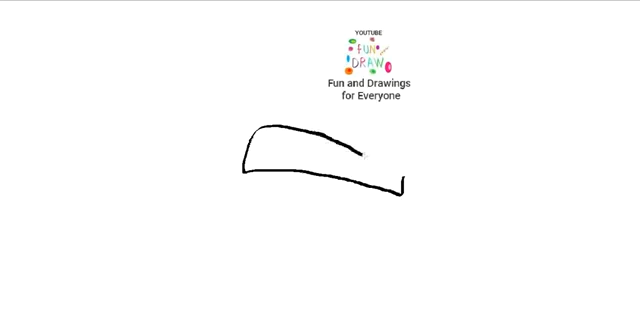 YOUTUBE
FUN
DRAW
Fun and Drawings
for Everyone